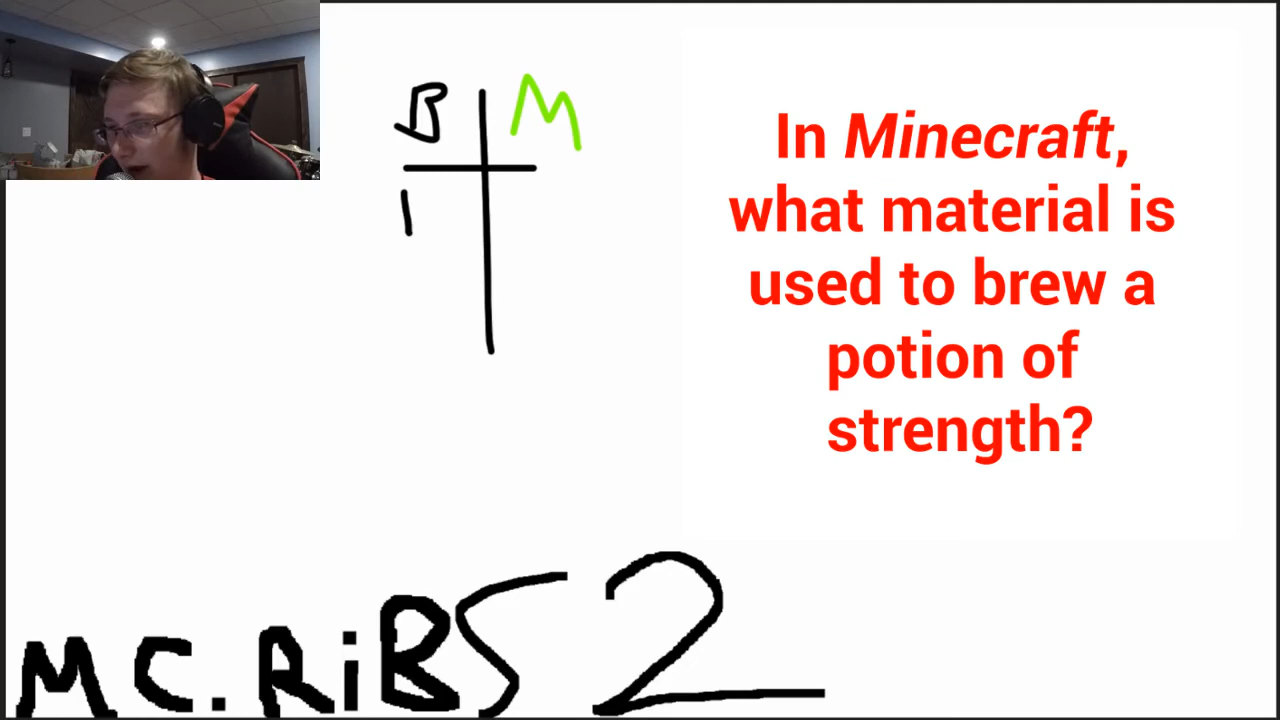 B M
1
In Minecraft,
what material is
used to brew a
potion of
strength?
MC.RiBS 2